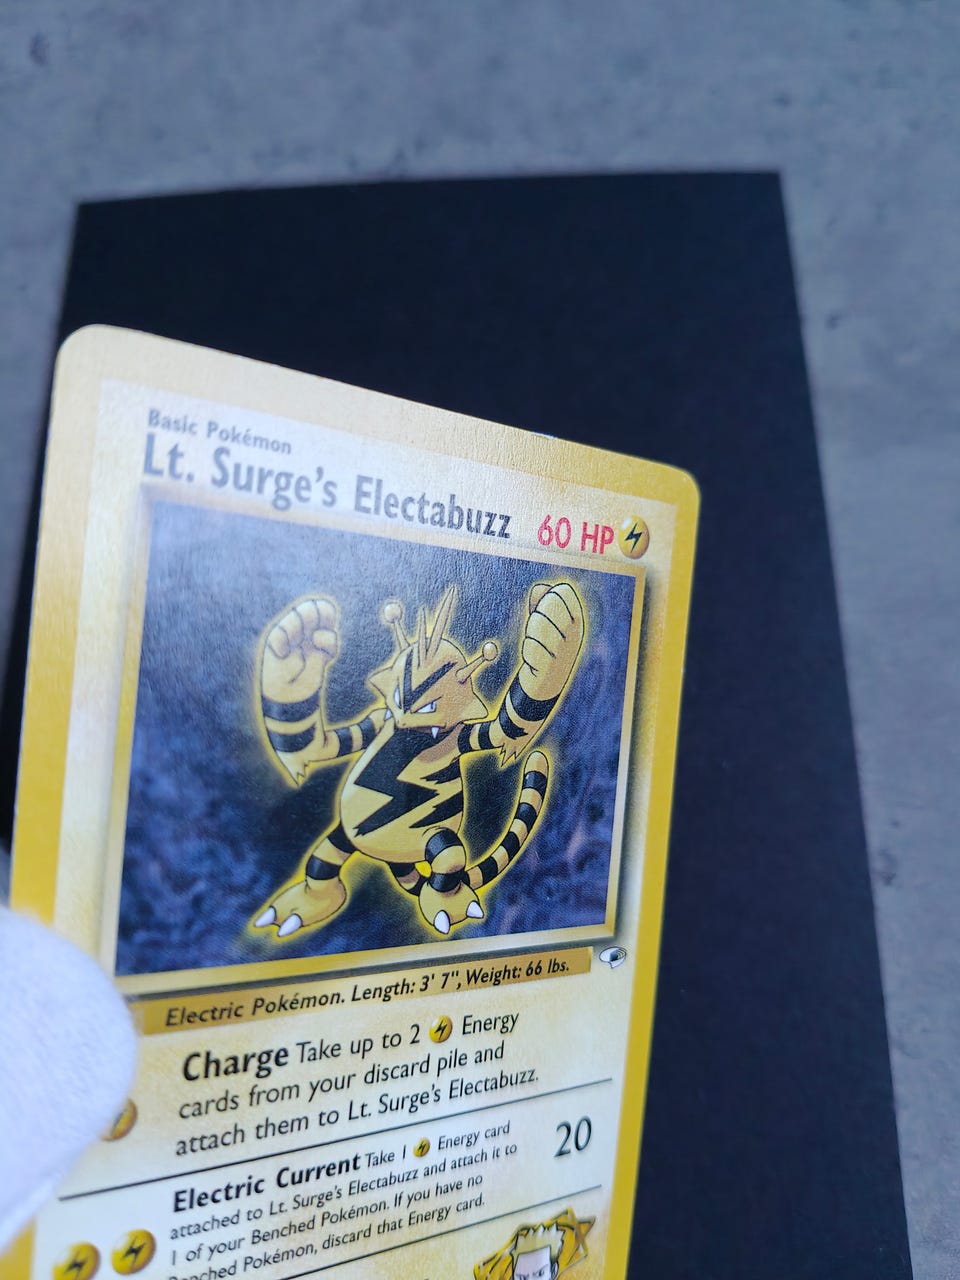 Basic Pokémon
Lt. Surge's Electabuzz 60 HP
Electric Pokémon. Length: 3' 7", Weight: 66 lbs.
Charge Take up to 2 Energy
cards from your discard pile and
attach them to Lt. Surge's Electabuzz.
Electric Current Take 1 Energy card
attached to Lt. Surge's Electabuzz and attach it to
1 of your Benched Pokémon. If you have no
Benched Pokémon, discard that Energy card.
20